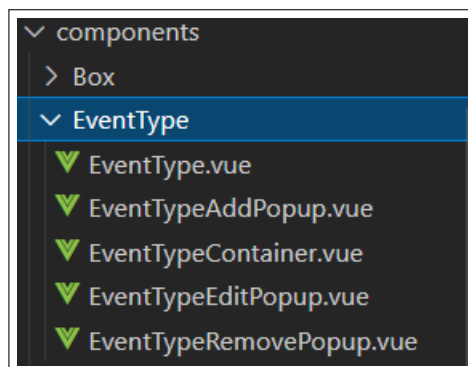 components
Box
EventType
EventType.vue
EventTypeAddPopup.vue
EventTypeContainer.vue
EventTypeEditPopup.vue
EventTypeRemovePopup.vue